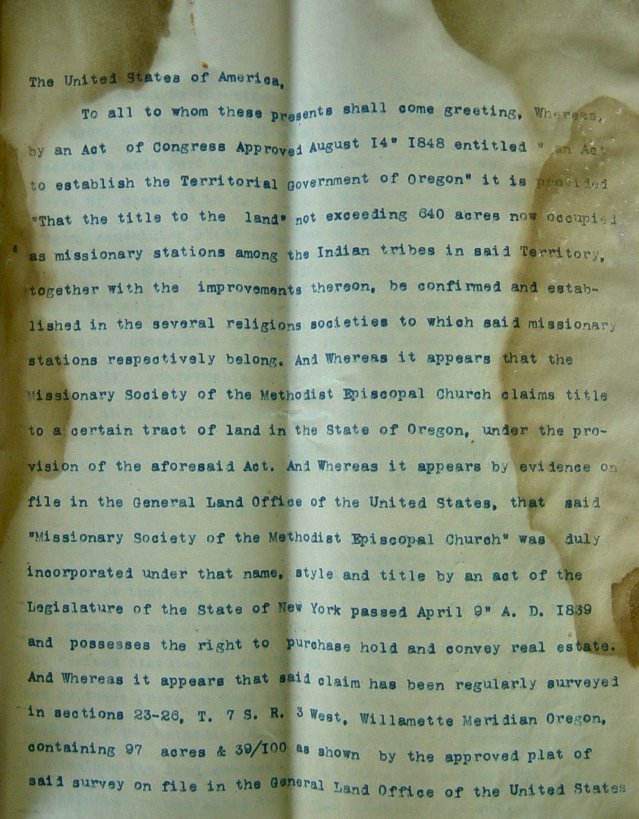 The United States of America,
To all to whom these presents shall come greeting, Whereas,
by an Act of Congress Approved August I4" I848 entitled " an Act
to establish the Territorial Government of Oregon" it is provided
"That the title to the land" not exceeding 640 acres now occupied
as missionary stations among the Indian tribes in said Territory,
together with the improvements thereon, be confirmed and estab-
lished in the several religions societies to which said missionary
stations respectively belong. And Whereas it appears that the
Missionary Society of the Methodist Episcopal Church claims title
to a certain tract of land in the State of Oregon, under the pro-
vision of the aforesaid Act. And Whereas it appears by evidence on
file in the General Land Office of the United States, that said
"Missionary Society of the Methodist Episcopal Church" was duly
incorporated under that name, style and title by an act of the
Legislature of the State of New York passed April 9" A. D. I839
and possesses the right to purchase hold and convey real estate.
And Whereas it appears that said claim has been regularly surveyed
in sections 23-26, T. 7 S. R. 3 West, Willamette Meridian Oregon,
containing 97 acres & 39/I00 as shown by the approved plat of
said survey on file in the General Land Office of the United States